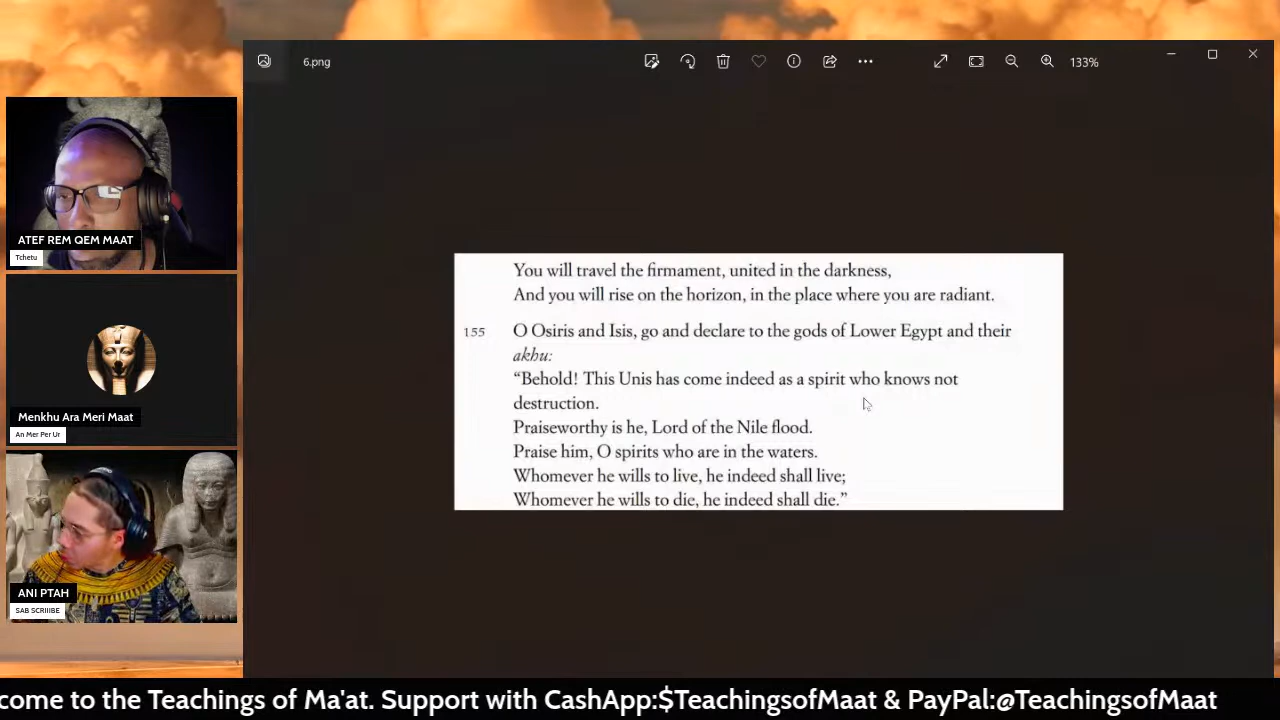 6.png
133%
ATEF REM QEM MAAT
Tchetu
Menkhu Ara Meri Maat
An Mer Per Ur
ANI PTAH
SAB SCRIIIBE
You will travel the firmament, united in the darkness,
And you will rise on the horizon, in the place where you are radiant.
155 O Osiris and Isis, go and declare to the gods of Lower Egypt and their
akhu:
“Behold! This Unis has come indeed as a spirit who knows not
destruction.
Praiseworthy is he, Lord of the Nile flood.
Praise him, O spirits who are in the waters.
Whomever he wills to live, he indeed shall live;
Whomever he wills to die, he indeed shall die.”
come to the Teachings of Ma'at. Support with CashApp:$TeachingsofMaat & PayPal:@TeachingsofMaat